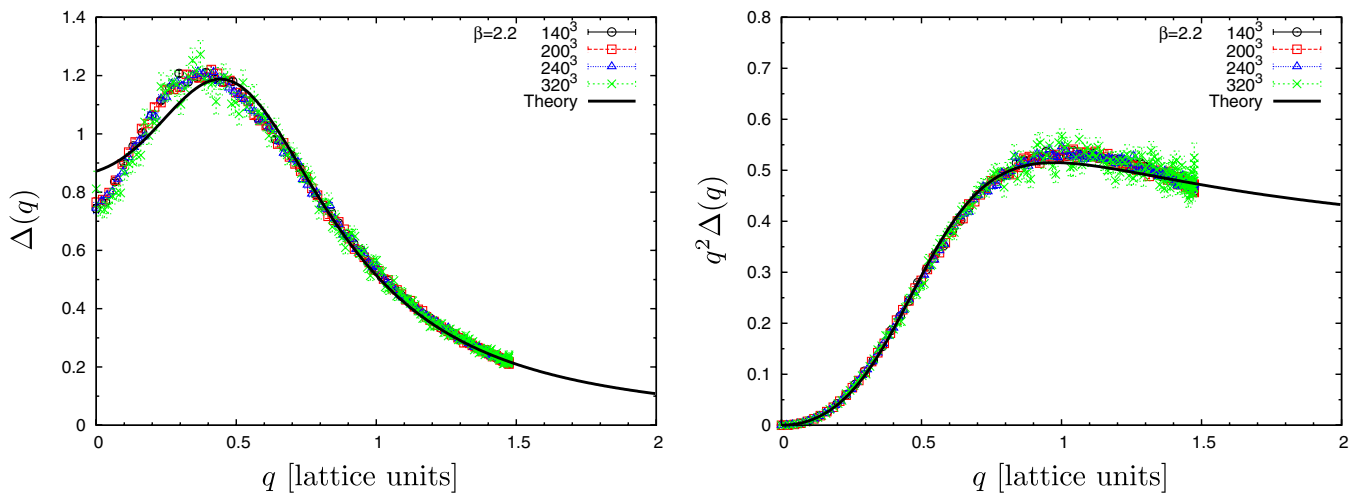 β=2.2 140³
200³
240³
320³
Theory
1.4
1.2
1
0.8
0.6
0.4
0.2
0
Δ(q)
0 0.5 1 1.5 2
q [lattice units]
β=2.2 140³
200³
240³
320³
Theory
0.8
0.7
0.6
0.5
0.4
0.3
0.2
0.1
0
q² Δ(q)
0 0.5 1 1.5 2
q [lattice units]